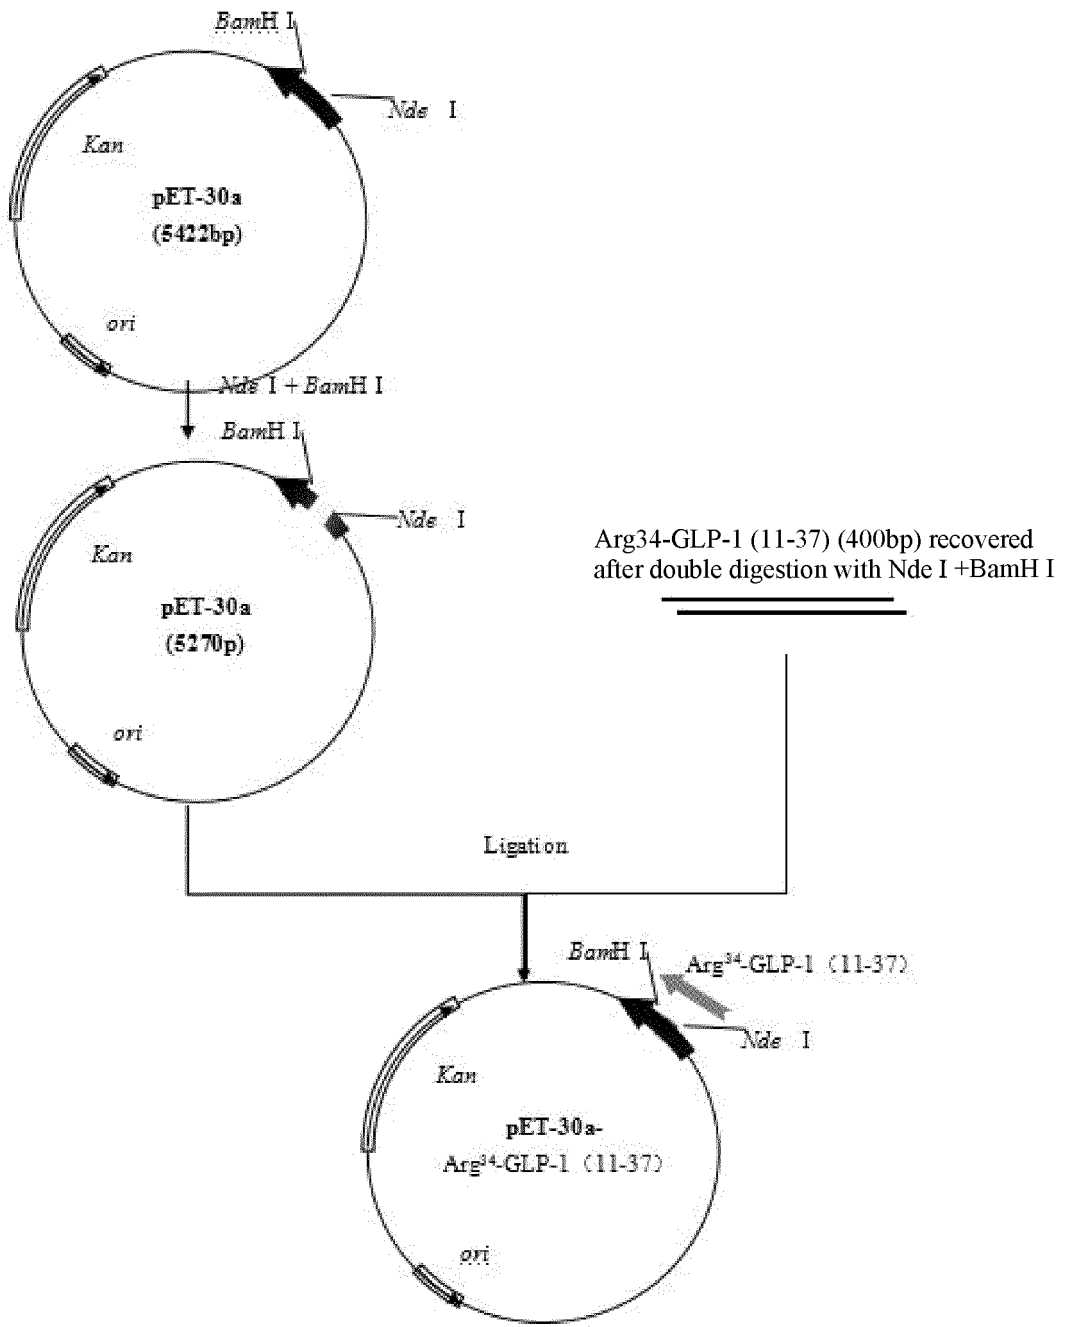 BamH I
Nde I
Kan
pET-30a
(5422bp)
ori
Nde I + BamH I
BamH I
Nde I
Kan
pET-30a
(5270p)
ori
Arg34-GLP-1 (11-37) (400bp) recovered
after double digestion with Nde I +BamH I
Ligation
BamH I
Arg³⁴-GLP-1（11-37）
Nde I
Kan
pET-30a-
Arg³⁴-GLP-1（11-37）
ori